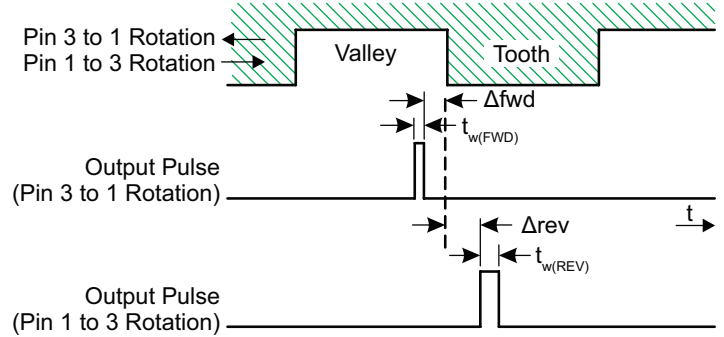 Pin 3 to 1 Rotation
Pin 1 to 3 Rotation
Valley
Tooth
Δfwd
tw(FWD)
Output Pulse
(Pin 3 to 1 Rotation)
t
Δrev
tw(REV)
Output Pulse
(Pin 1 to 3 Rotation)